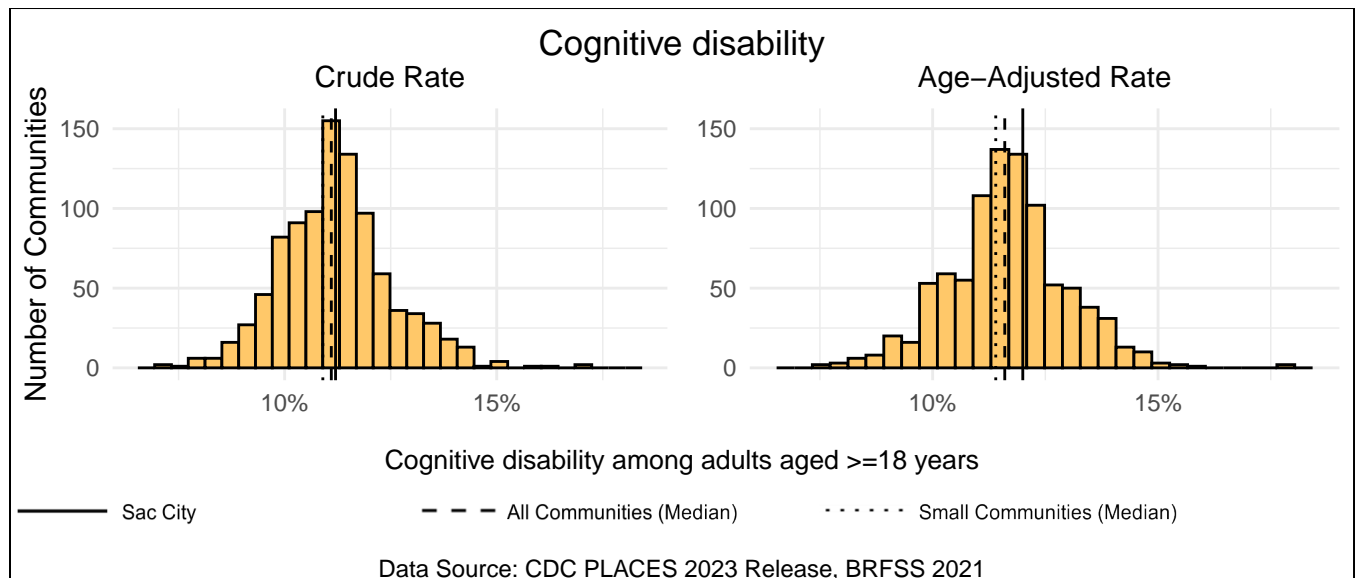 Cognitive disability
Crude Rate
Age−Adjusted Rate
Number of Communities
150
100
50
0
10%
15%
150
100
50
0
10%
15%
Cognitive disability among adults aged >=18 years
Sac City
All Communities (Median)
Small Communities (Median)
Data Source: CDC PLACES 2023 Release, BRFSS 2021